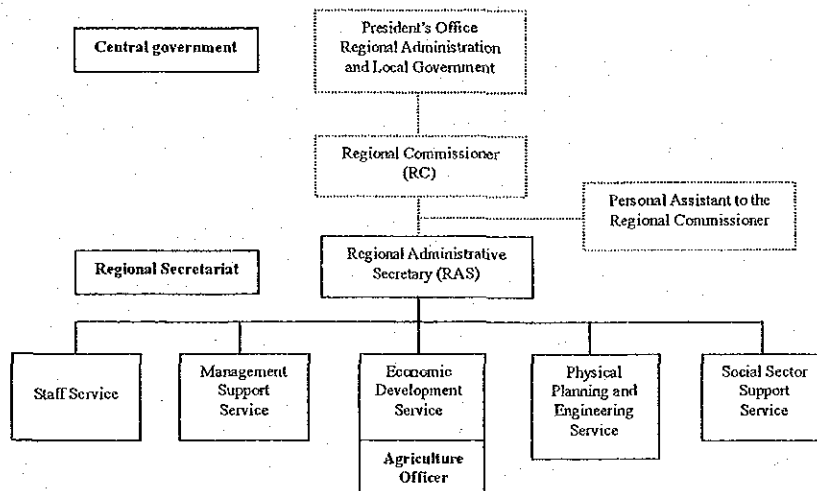 Central government
President's Office
Regional Administration
and Local Government
Regional Commissioner
(RC)
Personal Assistant to the
Regional Commissioner
Regional Secretariat
Regional Administrative
Secretary (RAS)
Staff Service
Management
Support
Service
Economic
Development
Service
Agriculture
Officer
Physical
Planning and
Engineering
Service
Social Sector
Support
Service